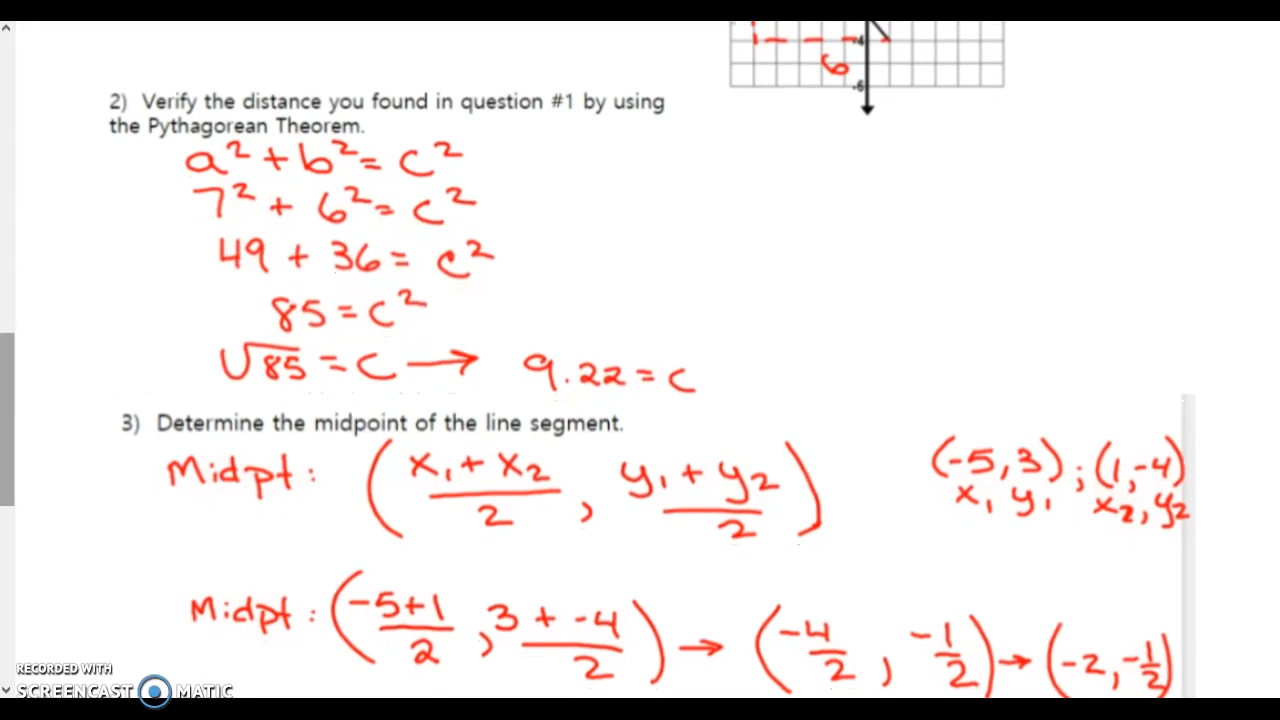 -4
6
-6
2) Verify the distance you found in question #1 by using
the Pythagorean Theorem.
a² + b² = c²
7² + 6² = c²
49 + 36 = c²
85 = c²
√85 = c → 9.22 = c
3) Determine the midpoint of the line segment.
Midpt: (x₁ + x₂ / 2, y₁ + y₂ / 2)
(-5, 3) ; (1, -4)
x₁ y₁ x₂, y₂
Midpt: (-5+1 / 2, 3 + -4 / 2) → (-4/2, -1/2) → (-2, -1/2)
RECORDED WITH
SCREENCAST MATIC